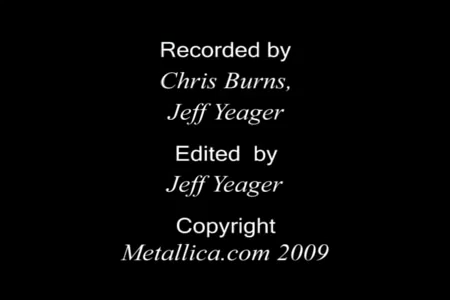 Recorded by
Chris Burns,
Jeff Yeager
Edited by
Jeff Yeager
Copyright
Metallica.com 2009